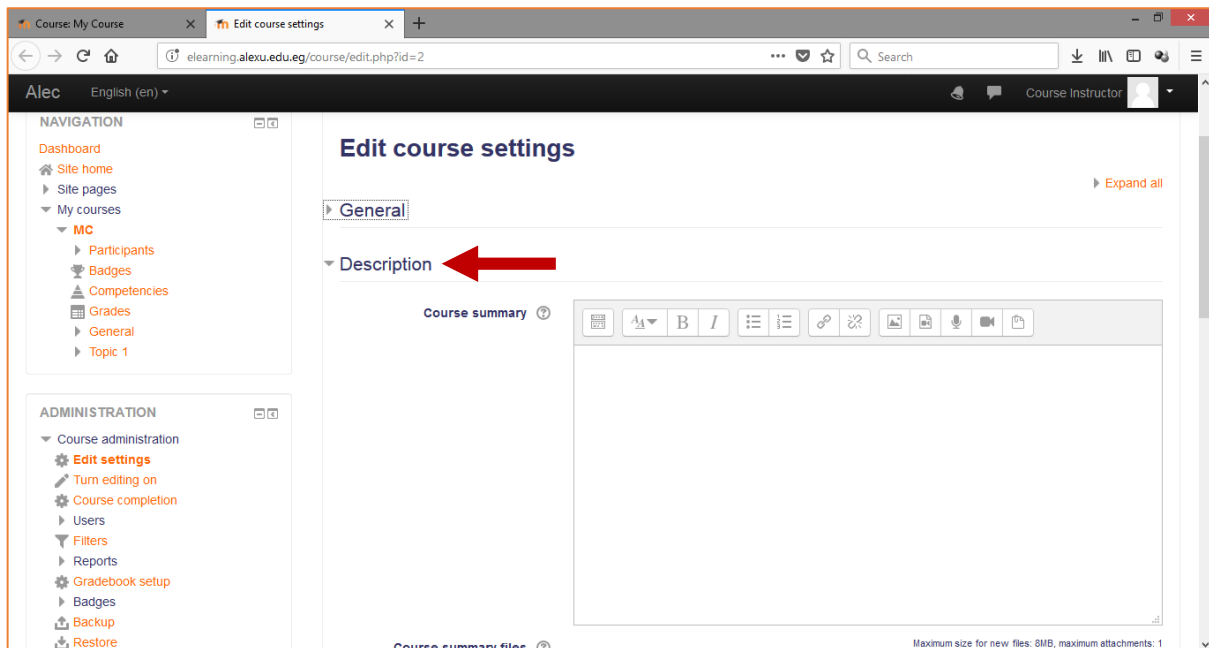 Course: My Course
Edit course settings
elearning.alexu.edu.eg/course/edit.php?id=2
Search
Alec
English (en)
Course Instructor
NAVIGATION
Dashboard
Site home
Site pages
My courses
MC
Participants
Badges
Competencies
Grades
General
Topic 1
ADMINISTRATION
Course administration
Edit settings
Turn editing on
Course completion
Users
Filters
Reports
Gradebook setup
Badges
Backup
Restore
Edit course settings
Expand all
General
Description
Course summary
B I
Course summary files
Maximum size for new files: 8MB, maximum attachments: 1